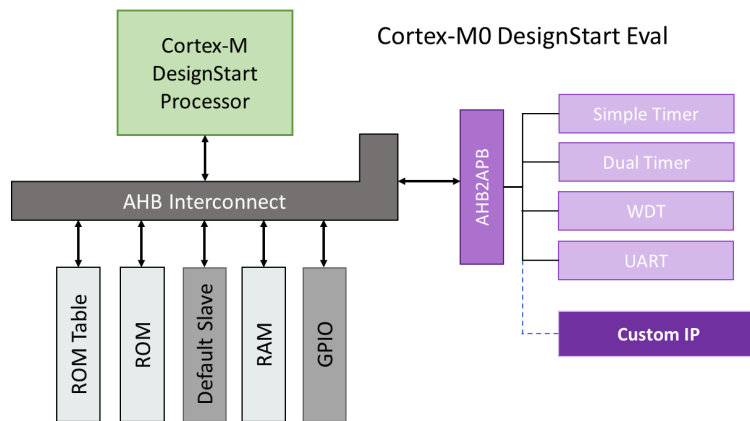 Cortex-M
DesignStart
Processor
Cortex-M0 DesignStart Eval
AHB Interconnect
AHB2APB
Simple Timer
Dual Timer
WDT
UART
Custom IP
ROM Table
ROM
Default Slave
RAM
GPIO